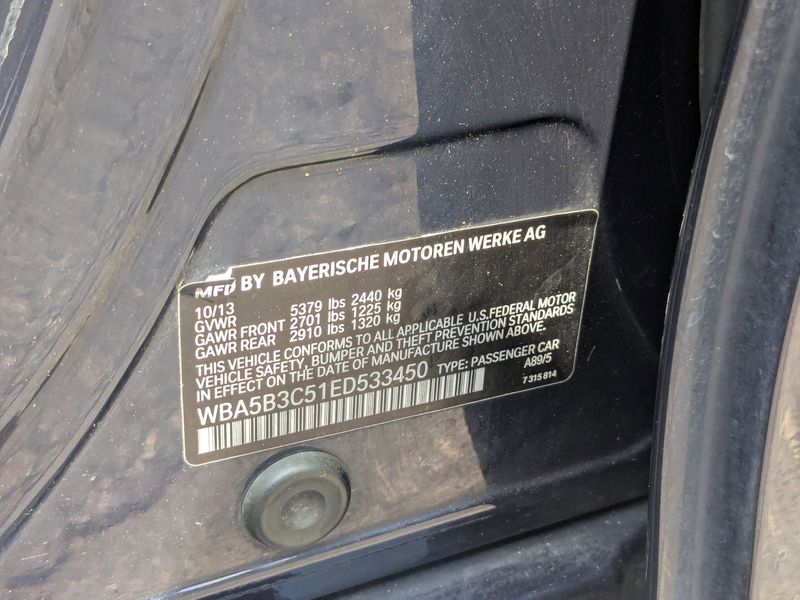 MFD BY BAYERISCHE MOTOREN WERKE AG
10/13
GVWR 5379 lbs 2440 kg
GAWR FRONT 2701 lbs 1225 kg
GAWR REAR 2910 lbs 1320 kg
THIS VEHICLE CONFORMS TO ALL APPLICABLE U.S.FEDERAL MOTOR
VEHICLE SAFETY, BUMPER AND THEFT PREVENTION STANDARDS
IN EFFECT ON THE DATE OF MANUFACTURE SHOWN ABOVE.
WBA5B3C51ED533450 TYPE: PASSENGER CAR
A89/5
7 315 814